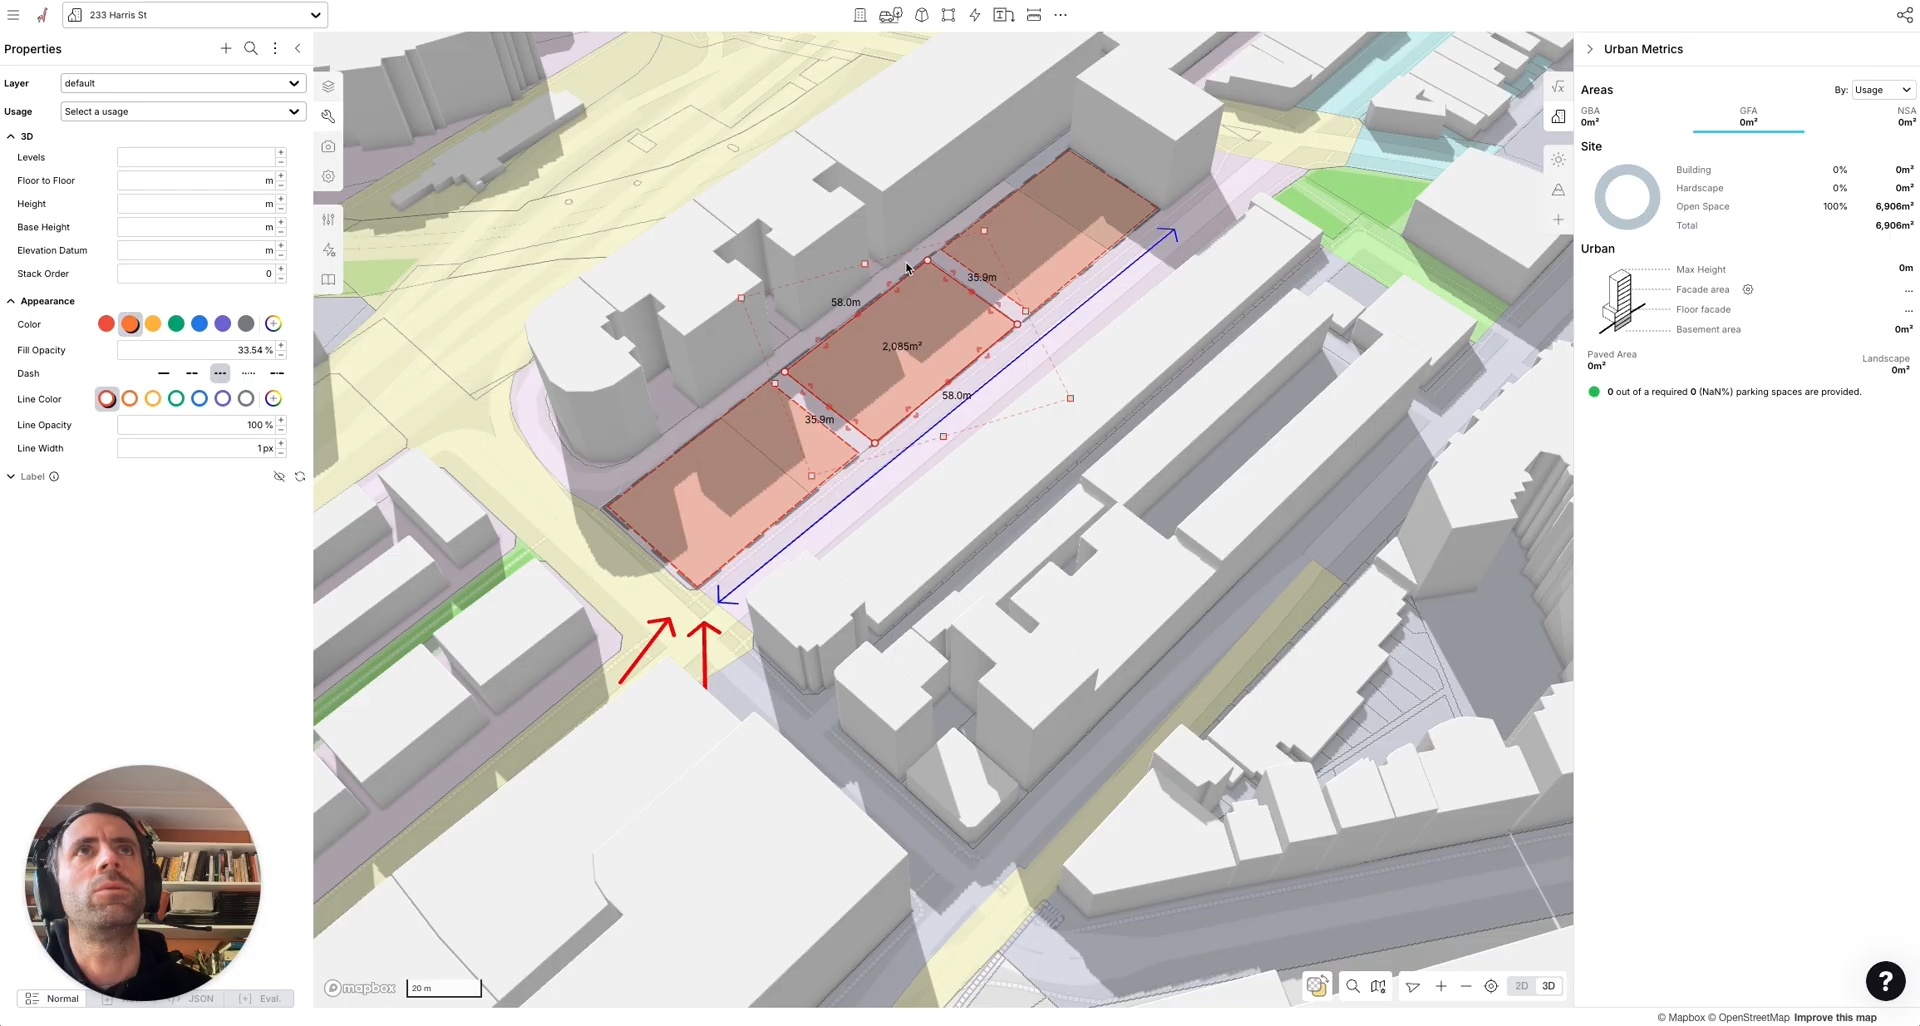 233 Harris St
Properties
Layer
default
Usage
Select a usage
3D
Levels
Floor to Floor
m
Height
m
Base Height
m
Elevation Datum
m
Stack Order
0
Appearance
Color
Fill Opacity
33.54 %
Dash
Line Color
Line Opacity
100 %
Line Width
1px
Label
Normal
JSON
{+} Eval.
35.9m
58.0m
2,085m²
58.0m
35.9m
mapbox
20 m
2D
3D
Urban Metrics
Areas
By:
Usage
GBA
GFA
NSA
0m²
0m²
0m²
Site
Building
0%
0m²
Hardscape
0%
0m²
Open Space
100%
6,906m²
Total
6,906m²
Urban
Max Height
0m
Facade area
...
Floor facade
...
Basement area
0m²
Paved Area
Landscape
0m²
0m²
0 out of a required 0 (NaN%) parking spaces are provided.
?
© Mapbox © OpenStreetMap Improve this map